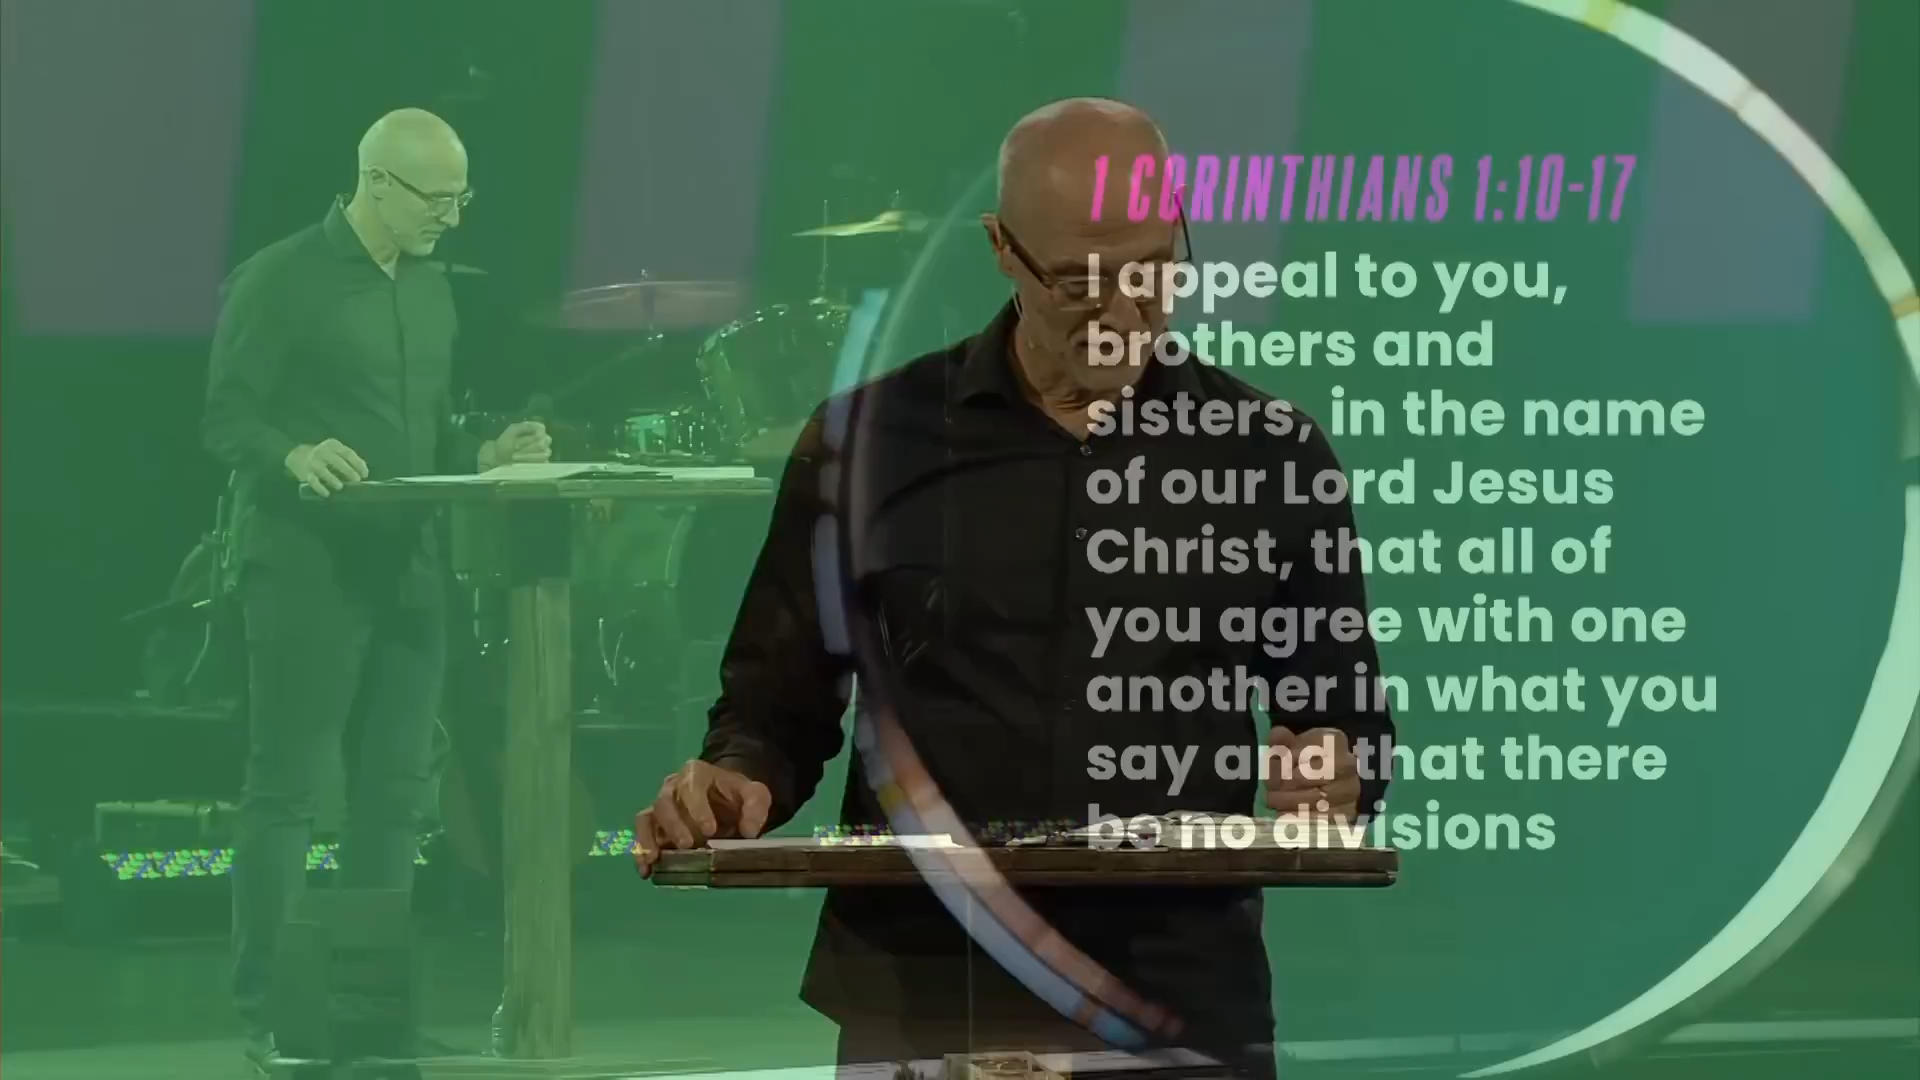 1 CORINTHIANS 1:10-17
I appeal to you,
brothers and
sisters, in the name
of our Lord Jesus
Christ, that all of
you agree with one
another in what you
say and that there
be no divisions